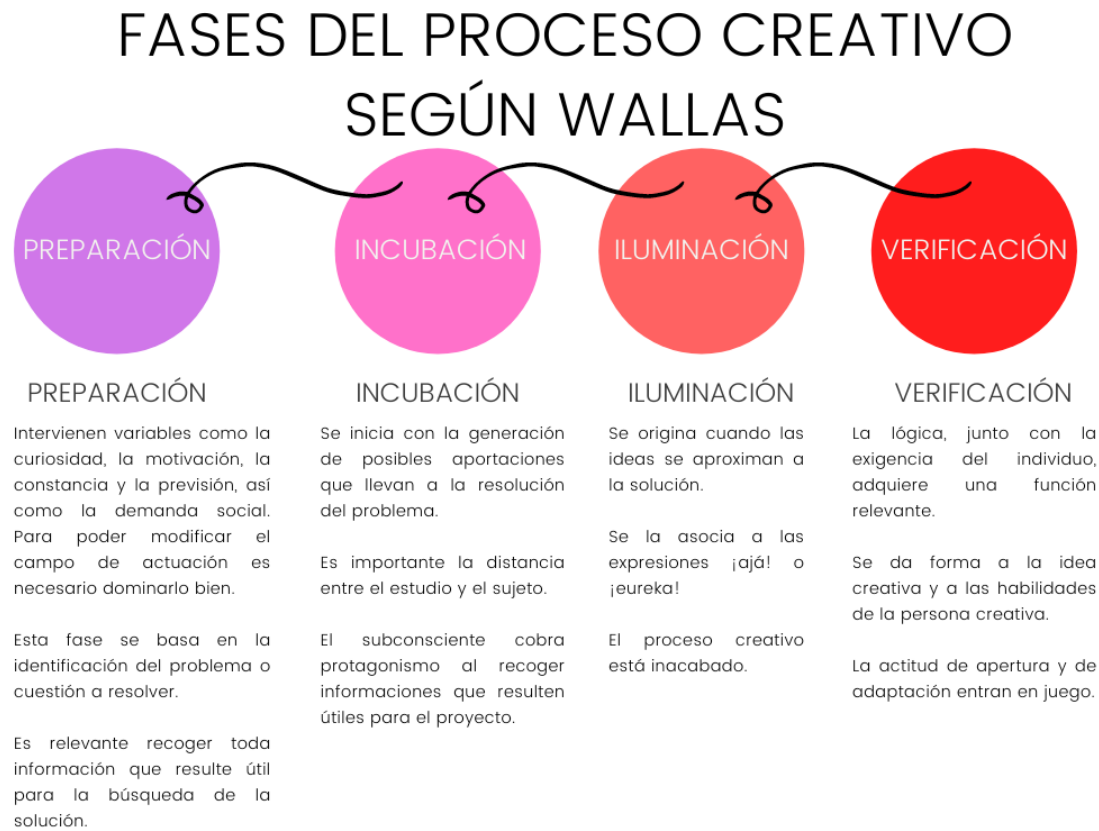 FASES DEL PROCESO CREATIVO
SEGÚN WALLAS
PREPARACIÓN
INCUBACIÓN
ILUMINACIÓN
VERIFICACIÓN
PREPARACIÓN
Intervienen variables como la
curiosidad, la motivación, la
constancia y la previsión, así
como la demanda social.
Para poder modificar el
campo de actuación es
necesario dominarlo bien.
Esta fase se basa en la
identificación del problema o
cuestión a resolver.
Es relevante recoger toda
información que resulte útil
para la búsqueda de la
solución.
INCUBACIÓN
Se inicia con la generación
de posibles aportaciones
que llevan a la resolución
del problema.
Es importante la distancia
entre el estudio y el sujeto.
El subconsciente cobra
protagonismo al recoger
informaciones que resulten
útiles para el proyecto.
ILUMINACIÓN
Se origina cuando las
ideas se aproximan a
la solución.
Se la asocia a las
expresiones ¡ajá! o
¡eureka!
El proceso creativo
está inacabado.
VERIFICACIÓN
La lógica, junto con la
exigencia del individuo,
adquiere una función
relevante.
Se da forma a la idea
creativa y a las habilidades
de la persona creativa.
La actitud de apertura y de
adaptación entran en juego.